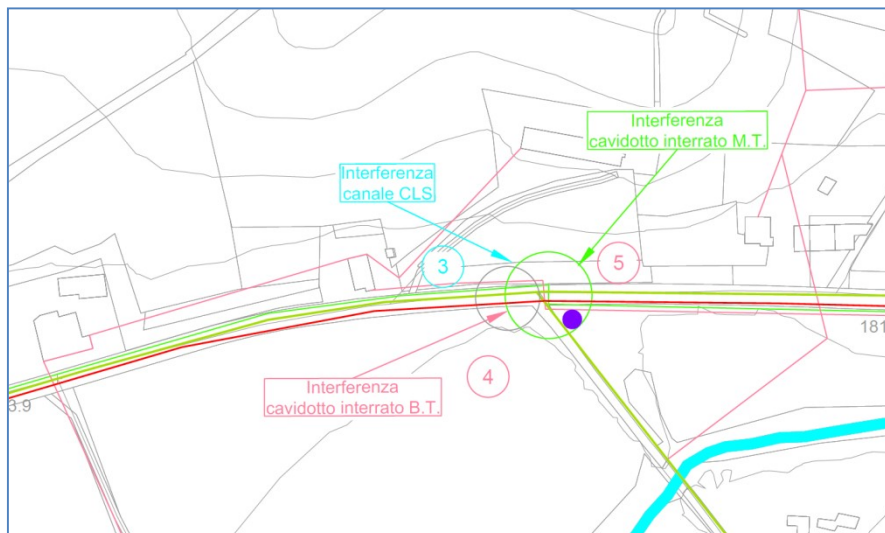 Interferenza
cavidotto interrato M.T.
Interferenza
canale CLS
3
5
181
4
Interferenza
cavidotto interrato B.T.
3.9